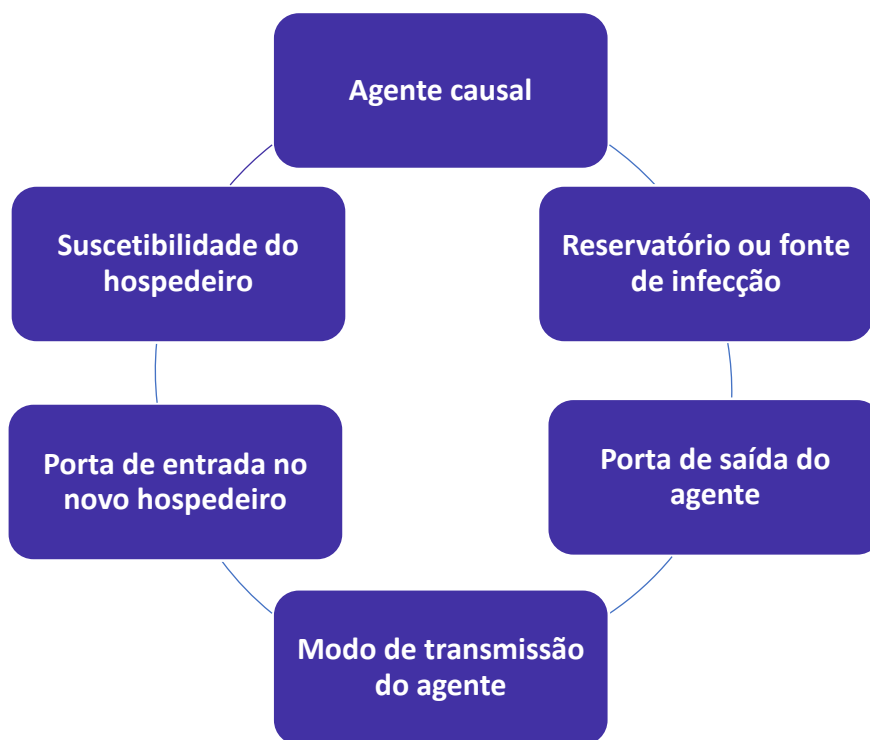 Agente causal
Reservatório ou fonte
de infecção
Porta de saída do
agente
Modo de transmissão
do agente
Porta de entrada no
novo hospedeiro
Suscetibilidade do
hospedeiro